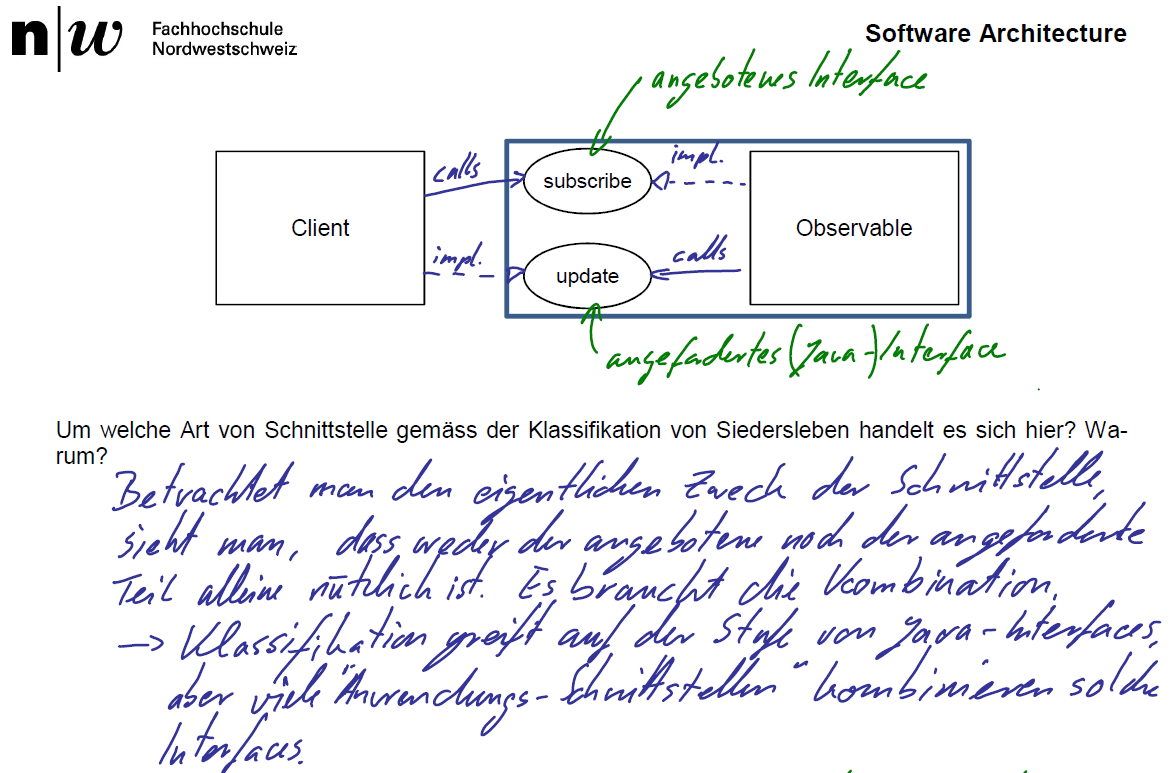 n|w Fachhochschule
Nordwestschweiz
Software Architecture
angebotenes Interface
calls
subscribe
impl.
Client
Observable
impl.
update
calls
angefordertes (Java-)Interface
Um welche Art von Schnittstelle gemäss der Klassifikation von Siedersleben handelt es sich hier? Wa-
rum?
Betrachtet man den eigentlichen Zweck der Schnittstelle,
sieht man, dass weder der angebotene noch der angeforderte
Teil alleine nützlich ist. Es braucht die Kombination.
→ Klassifikation greift auf der Stufe von Java-Interfaces,
aber viele "Anwendungs-Schnittstellen" kombinieren solche
Interfaces.